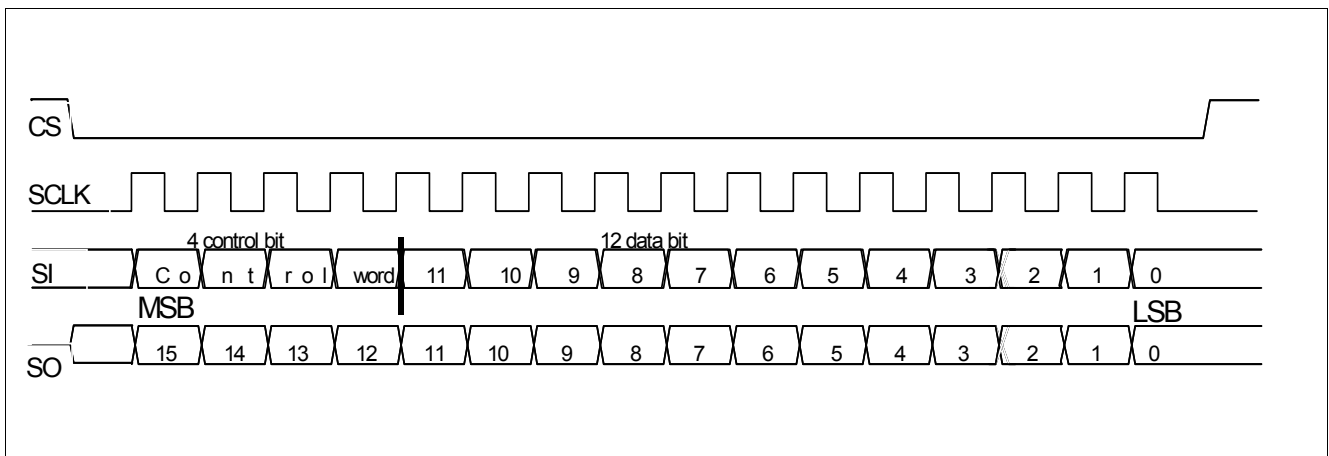 CS
SCLK
4 control bit 12 data bit
SI C o n t r o l word 11 10 9 8 7 6 5 4 3 2 1 0
MSB LSB
SO 15 14 13 12 11 10 9 8 7 6 5 4 3 2 1 0